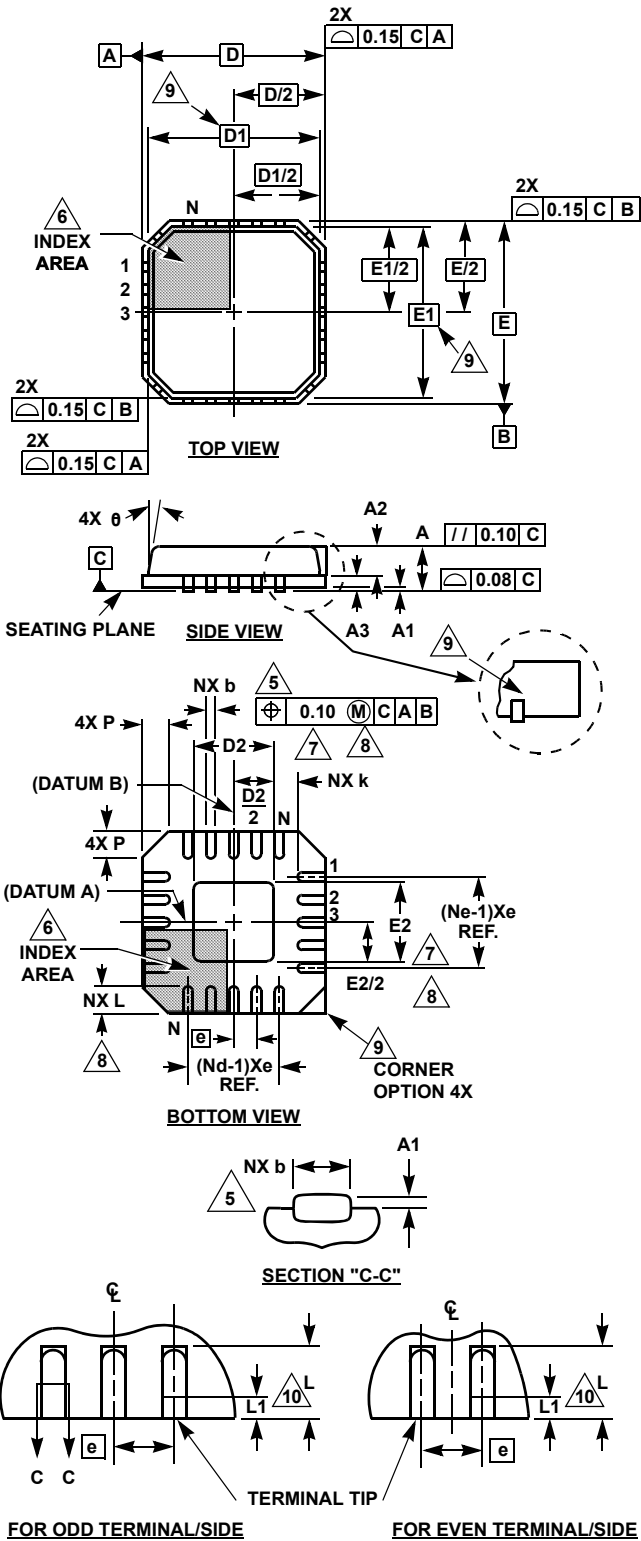 2X
⌓ 0.15 C A
A
D
D/2
9
D1
D1/2
2X
⌓ 0.15 C B
N
6
INDEX
AREA
1
2
3
E1/2
E/2
E1
E
9
2X
⌓ 0.15 C B
2X
⌓ 0.15 C A
B
TOP VIEW
4X θ
A2
A
// 0.10 C
C
⌓ 0.08 C
SEATING PLANE
SIDE VIEW
A3
A1
9
NX b
5
⌖ 0.10 Ⓜ C A B
4X P
D2
7
8
(DATUM B)
D2
2
N
NX k
4X P
1
(DATUM A)
2
3
E2
(Ne-1)Xe
REF.
6
INDEX
AREA
7
E2/2
8
NX L
N
e
8
(Nd-1)Xe
REF.
9
CORNER
OPTION 4X
BOTTOM VIEW
NX b
A1
5
SECTION "C-C"
℄
℄
L
10
L1
L
10
L1
e
e
C C
TERMINAL TIP
FOR ODD TERMINAL/SIDE
FOR EVEN TERMINAL/SIDE